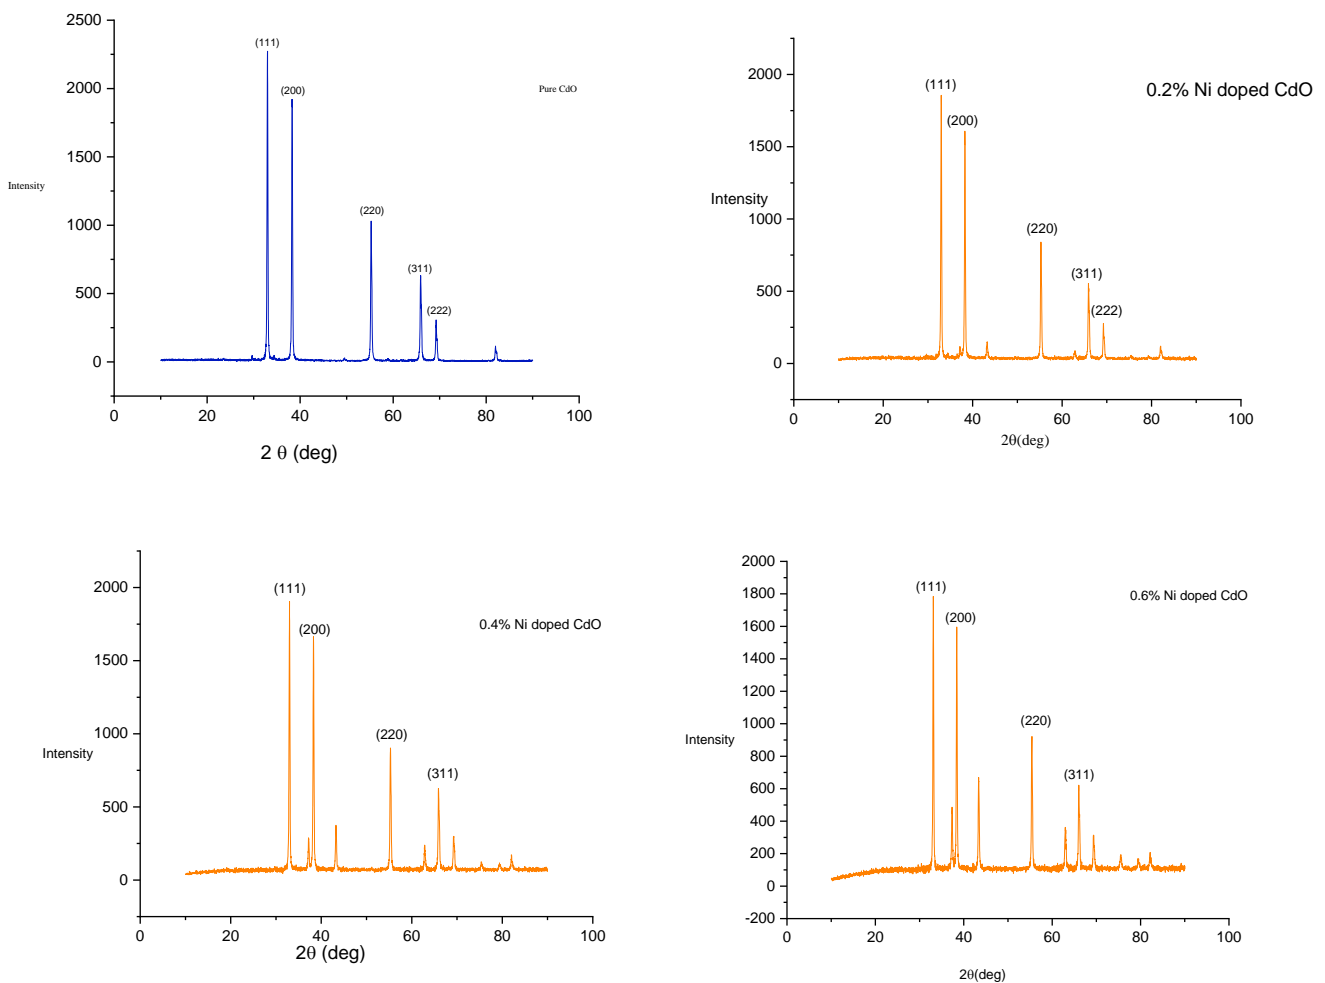 2500
2000
1500
1000
500
0
Intensity
(111)
(200)
(220)
(311)
(222)
Pure CdO
0 20 40 60 80 100
2 θ (deg)
2000
1500
1000
500
0
Intensity
(111)
(200)
(220)
(311)
(222)
0.2% Ni doped CdO
0 20 40 60 80 100
2θ(deg)
2000
1500
1000
500
0
Intensity
(111)
(200)
(220)
(311)
0.4% Ni doped CdO
0 20 40 60 80 100
2θ(deg)
2000
1800
1600
1400
1200
1000
800
600
400
200
0
-200
Intensity
(111)
(200)
(220)
(311)
0.6% Ni doped CdO
0 20 40 60 80 100
2θ(deg)